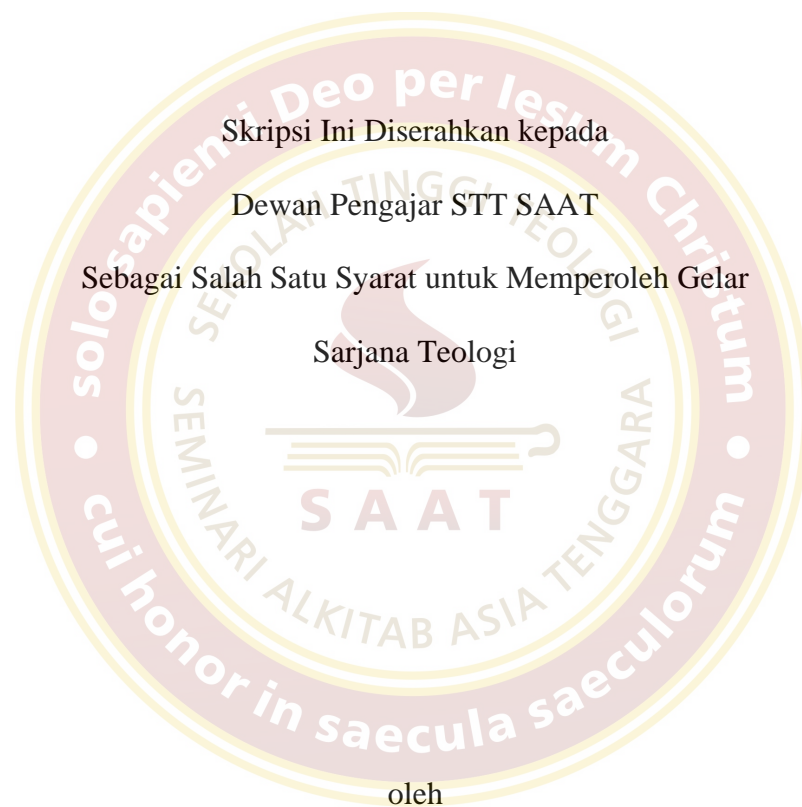 Skripsi Ini Diserahkan kepada
Dewan Pengajar STT SAAT
Sebagai Salah Satu Syarat untuk Memperoleh Gelar
Sarjana Teologi
oleh
solo sapienti Deo per Iesum Christum
cui honor in saecula saeculorum
SEKOLAH TINGGI TEOLOGI
SEMINARI ALKITAB ASIA TENGGARA
SAAT